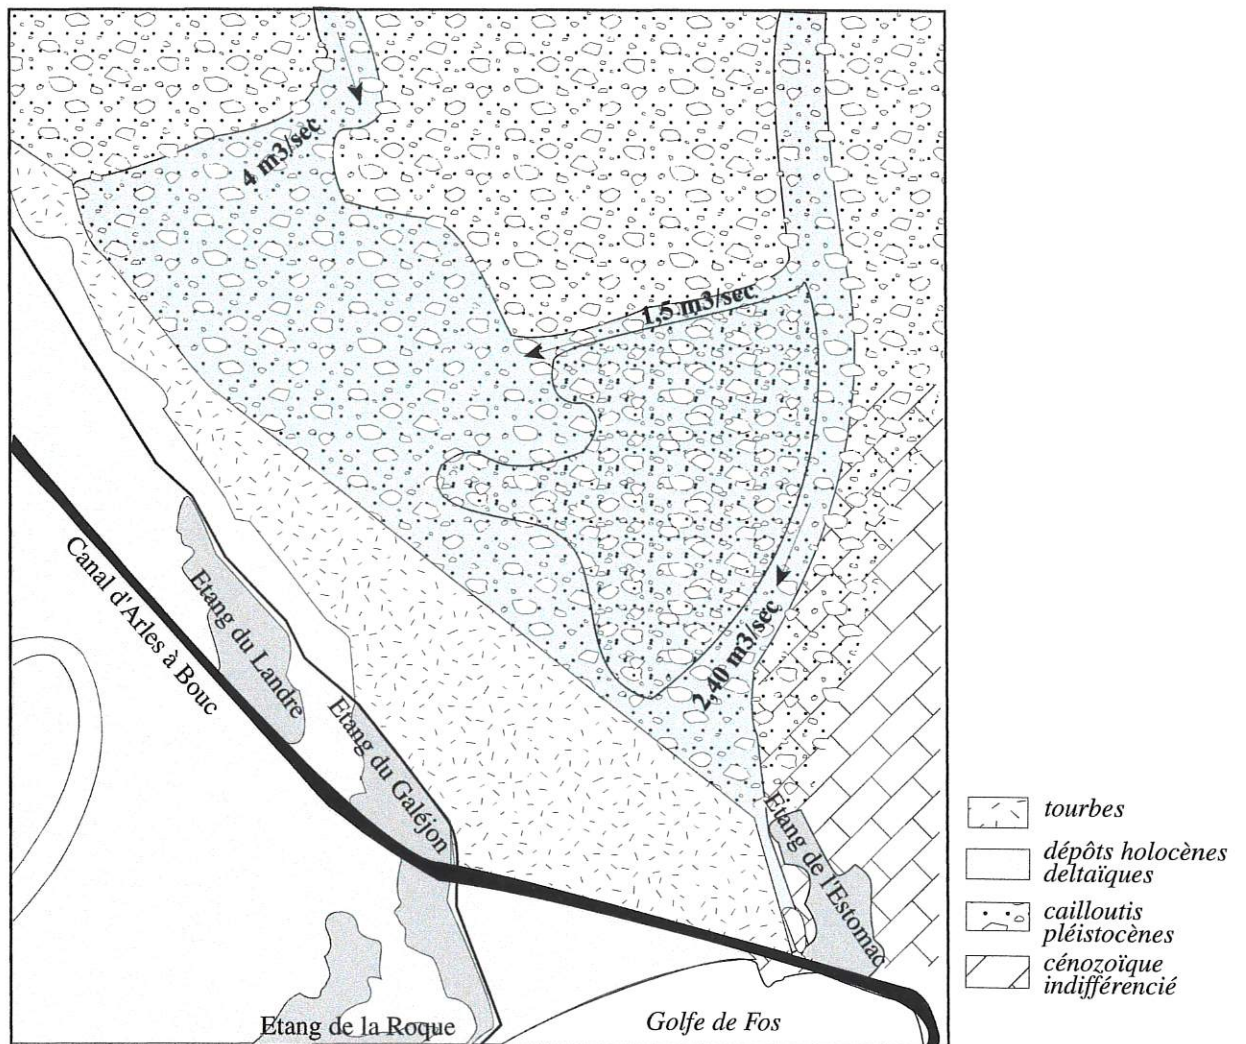 4 m3/sec
1,5 m3/sec
2,40 m3/sec
Canal d'Arles à Bouc
Etang du Landre
Etang du Galéjon
Etang de l'Estomac
Etang de la Roque
Golfe de Fos
tourbes
dépôts holocènes
deltaïques
cailloutis
pléistocènes
cénozoïque
indifférencié